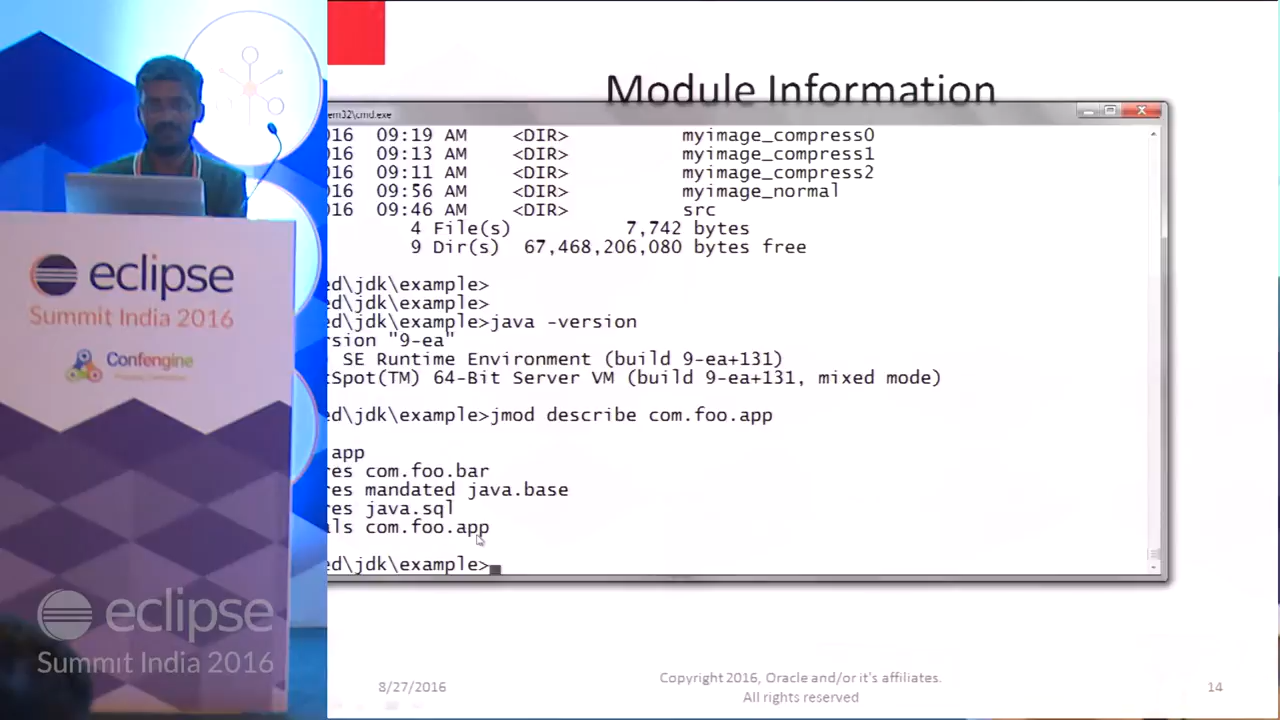 Module Information
em32\cmd.exe
016 09:19 AM <DIR> myimage_compress0
016 09:13 AM <DIR> myimage_compress1
016 09:11 AM <DIR> myimage_compress2
016 09:56 AM <DIR> myimage_normal
016 09:46 AM <DIR> src
4 File(s) 7,742 bytes
9 Dir(s) 67,468,206,080 bytes free
ed\jdk\example>
ed\jdk\example>
ed\jdk\example>java -version
rsion "9-ea"
SE Runtime Environment (build 9-ea+131)
tSpot(TM) 64-Bit Server VM (build 9-ea+131, mixed mode)
ed\jdk\example>jmod describe com.foo.app
app
res com.foo.bar
res mandated java.base
res java.sql
als com.foo.app
ed\jdk\example>
8/27/2016
Copyright 2016, Oracle and/or it's affiliates.
All rights reserved
14
eclipse
Summit India 2016
Confengine
eclipse
Summit India 2016